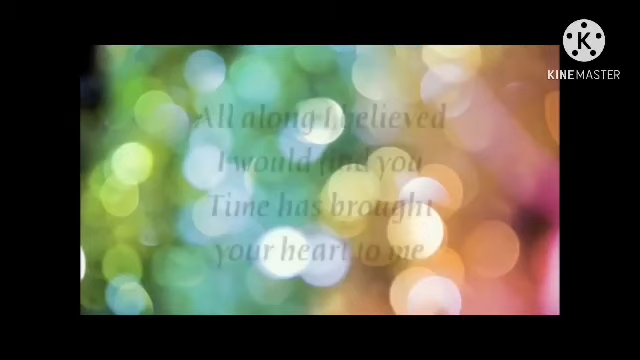 KINEMASTER
All along I believed
I would find you
Time has brought
your heart to me